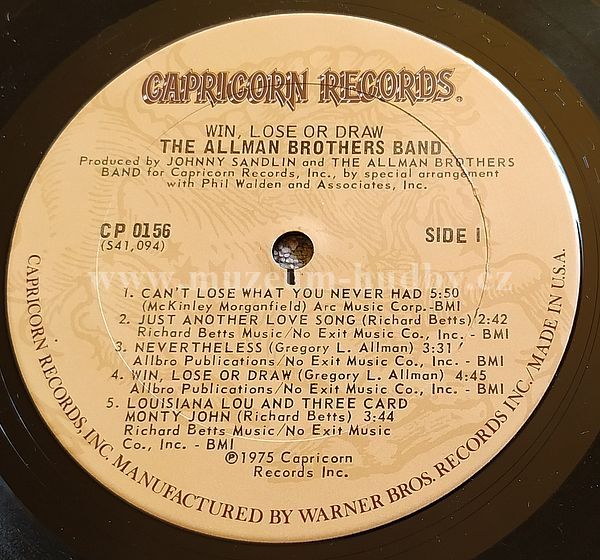 CAPRICORN RECORDS®
WIN, LOSE OR DRAW
THE ALLMAN BROTHERS BAND
Produced by JOHNNY SANDLIN and THE ALLMAN BROTHERS
BAND for Capricorn Records, Inc., by special arrangement
with Phil Walden and Associates, Inc.
CP 0156
(S41,094)
SIDE I
www.muzeum-hudby.cz
1. CAN'T LOSE WHAT YOU NEVER HAD 5:50
(McKinley Morganfield) Arc Music Corp.-BMI
2. JUST ANOTHER LOVE SONG (Richard Betts) 2:42
Richard Betts Music/No Exit Music Co., Inc. - BMI
3. NEVERTHELESS (Gregory L. Allman) 3:31
Allbro Publications/No Exit Music Co., Inc. - BMI
4. WIN, LOSE OR DRAW (Gregory L. Allman) 4:45
Allbro Publications/No Exit Music Co., Inc. - BMI
5. LOUISIANA LOU AND THREE CARD
MONTY JOHN (Richard Betts) 3:44
Richard Betts Music/No Exit Music
Co., Inc. - BMI
℗1975 Capricorn
Records Inc.
CAPRICORN RECORDS, INC. MANUFACTURED BY WARNER BROS. RECORDS INC./MADE IN U.S.A.